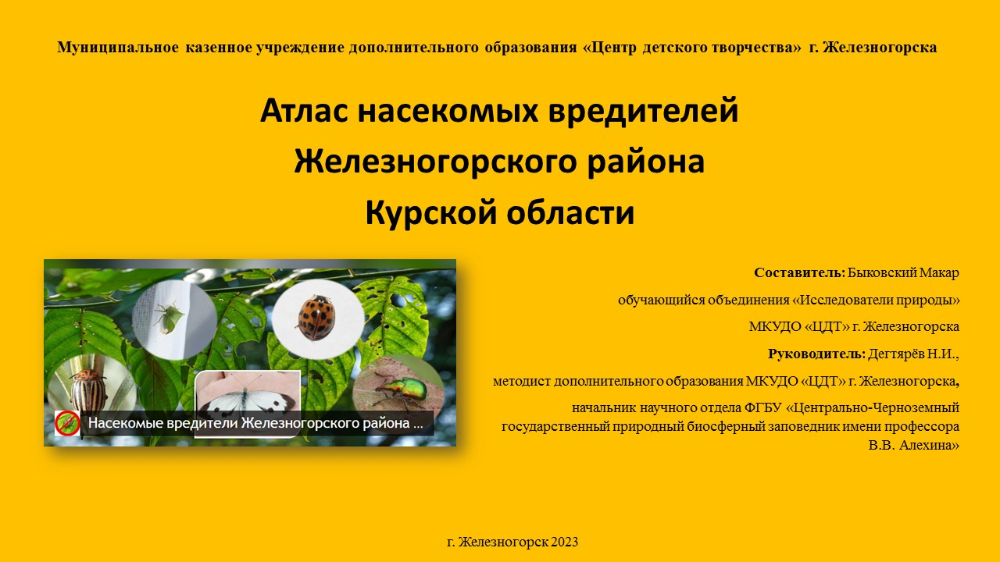 Муниципальное казенное учреждение дополнительного образования «Центр детского творчества» г. Железногорска
Атлас насекомых вредителей
Железногорского района
Курской области
Составитель: Быковский Макар
обучающийся объединения «Исследователи природы»
МКУДО «ЦДТ» г. Железногорска
Руководитель: Дегтярёв Н.И.,
методист дополнительного образования МКУДО «ЦДТ» г. Железногорска,
начальник научного отдела ФГБУ «Центрально-Черноземный
государственный природный биосферный заповедник имени профессора
В.В. Алехина»
Насекомые вредители Железногорского района ...
г. Железногорск 2023